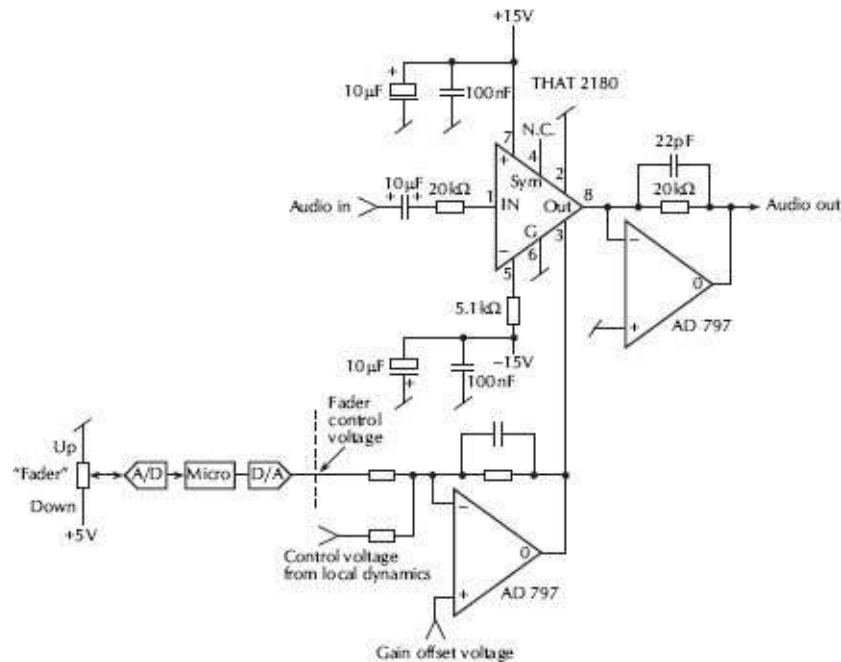 +15V
+
10µF
100nF
THAT 2180
N.C.
7
4
2
+
Sym
22pF
10µF
+ +
20kΩ
1
IN
Out
8
20kΩ
Audio in
Audio out
G
3
–
6
5
–
0
+
AD 797
5.1kΩ
10µF
+
100nF
–15V
Fader
control
voltage
Up
"Fader"
A/D
Micro
D/A
Down
+5V
–
0
+
AD 797
Control voltage
from local dynamics
Gain offset voltage